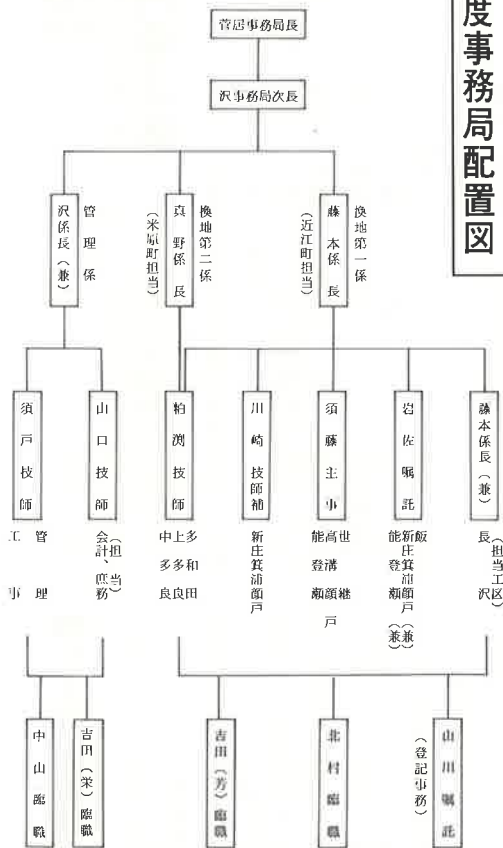 度事務局配置図
菅居事務局長
沢事務局次長
換地第一係
藤本係長
(近江町担当)
換地第二係
真野係長
(米原町担当)
管理係
沢係長(兼)
藤本係長(兼)
(担当工区)
長沢
岩佐嘱託
飯
新庄箕浦顔戸(兼)
能登瀬(兼)
須藤主事
世継
高溝顔戸
能登瀬
川崎技師補
新庄箕浦顔戸
粕渕技師
多和田
上多良
中多良
山口技師
(担当)
会計、庶務
須戸技師
管理
工事
山川嘱託
(登記事務)
北村臨職
吉田(芳)臨職
吉田(栄)臨職
中山臨職